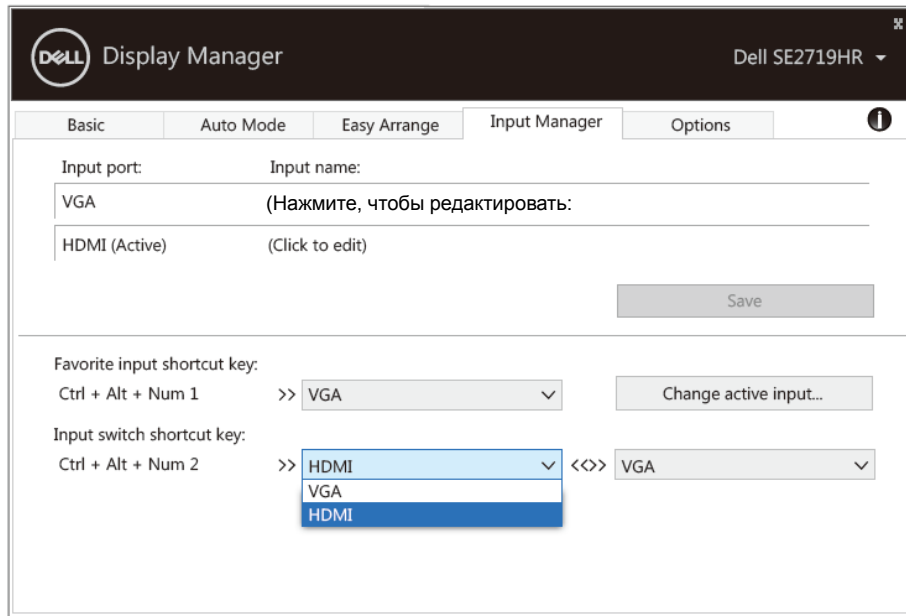 DELL Display Manager
Dell SE2719HR
Basic Auto Mode Easy Arrange Input Manager Options
Input port: Input name:
VGA (Нажмите, чтобы редактировать:
HDMI (Active) (Click to edit)
Save
Favorite input shortcut key:
Ctrl + Alt + Num 1 >> VGA Change active input...
Input switch shortcut key:
Ctrl + Alt + Num 2 >> HDMI <<>> VGA
VGA
HDMI